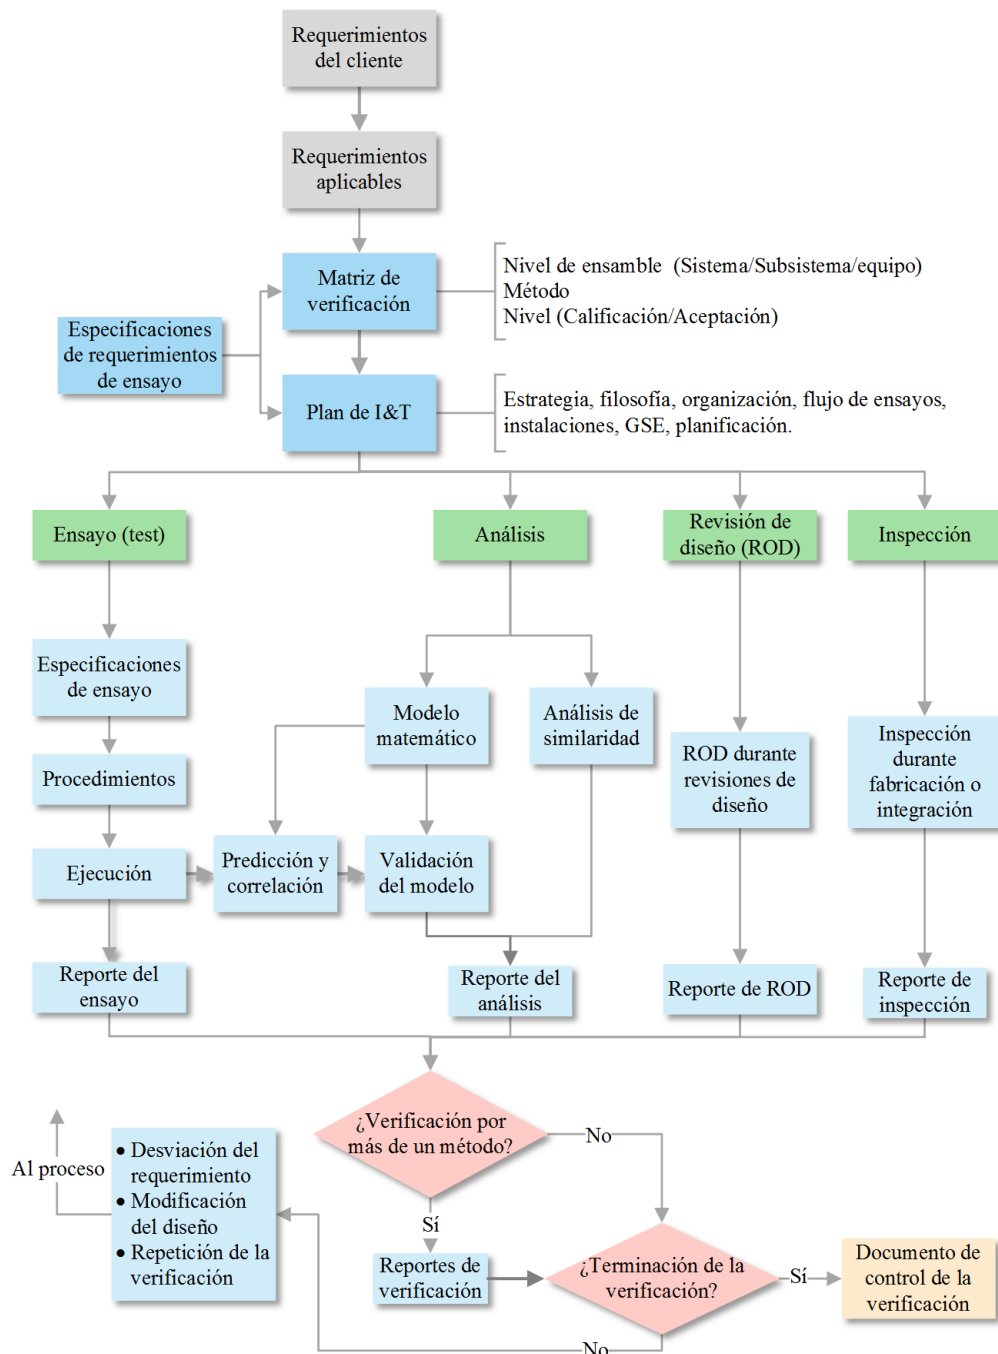 Requerimientos
del cliente
Requerimientos
aplicables
Matriz de
verificación
Nivel de ensamble (Sistema/Subsistema/equipo)
Método
Nivel (Calificación/Aceptación)
Especificaciones
de requerimientos
de ensayo
Plan de I&T
Estrategia, filosofía, organización, flujo de ensayos,
instalaciones, GSE, planificación.
Ensayo (test)
Análisis
Revisión de
diseño (ROD)
Inspección
Especificaciones
de ensayo
Modelo
matemático
Análisis de
similaridad
ROD durante
revisiones de
diseño
Inspección
durante
fabricación o
integración
Procedimientos
Ejecución
Predicción y
correlación
Validación
del modelo
Reporte del
ensayo
Reporte del
análisis
Reporte de ROD
Reporte de
inspección
¿Verificación por
más de un método?
No
Sí
Al proceso
• Desviación del
requerimiento
• Modificación
del diseño
• Repetición de la
verificación
Reportes de
verificación
¿Terminación de la
verificación?
Sí
Documento de
control de la
verificación
No